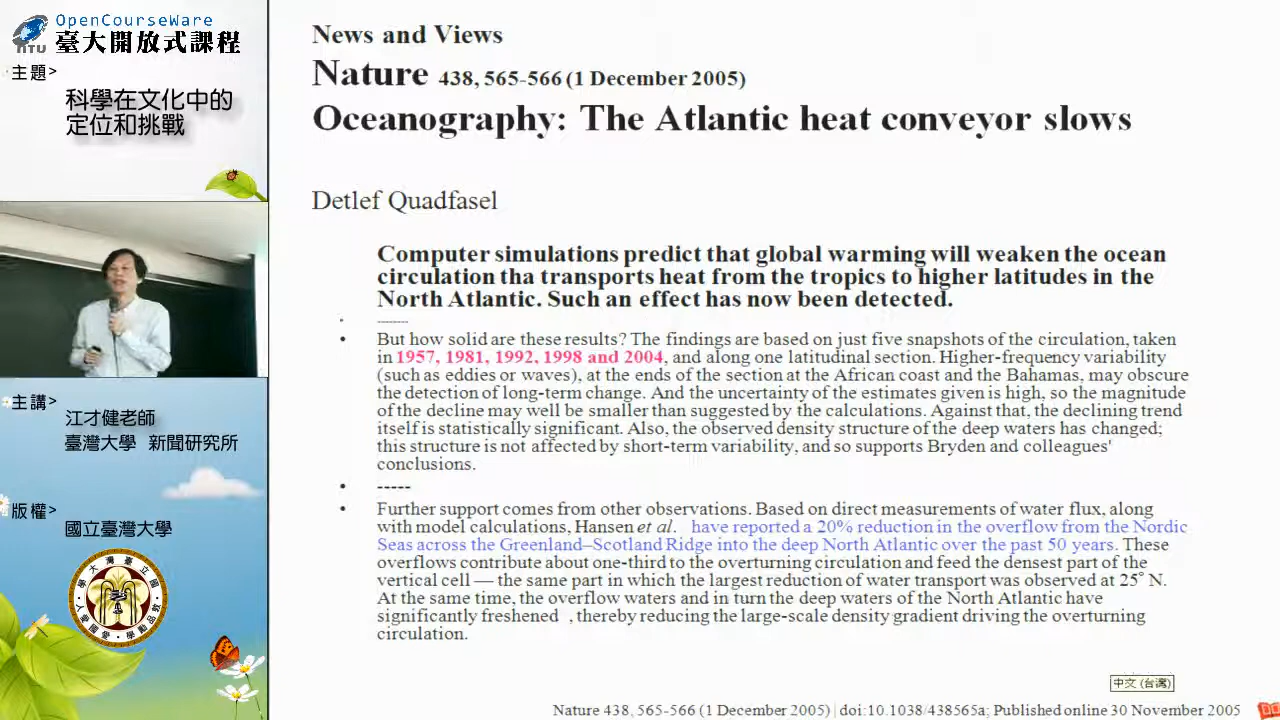 OpenCourseWare
NTU 臺大開放式課程
主題>
科學在文化中的
定位和挑戰
主講>
江才健老師
臺灣大學 新聞研究所
版權>
國立臺灣大學
News and Views
Nature 438, 565-566 (1 December 2005)
Oceanography: The Atlantic heat conveyor slows
Detlef Quadfasel
Computer simulations predict that global warming will weaken the ocean
circulation tha transports heat from the tropics to higher latitudes in the
North Atlantic. Such an effect has now been detected.
• --------
• But how solid are these results? The findings are based on just five snapshots of the circulation, taken
in 1957, 1981, 1992, 1998 and 2004, and along one latitudinal section. Higher-frequency variability
(such as eddies or waves), at the ends of the section at the African coast and the Bahamas, may obscure
the detection of long-term change. And the uncertainty of the estimates given is high, so the magnitude
of the decline may well be smaller than suggested by the calculations. Against that, the declining trend
itself is statistically significant. Also, the observed density structure of the deep waters has changed;
this structure is not affected by short-term variability, and so supports Bryden and colleagues'
conclusions.
• -----
• Further support comes from other observations. Based on direct measurements of water flux, along
with model calculations, Hansen et al. have reported a 20% reduction in the overflow from the Nordic
Seas across the Greenland–Scotland Ridge into the deep North Atlantic over the past 50 years. These
overflows contribute about one-third to the overturning circulation and feed the densest part of the
vertical cell — the same part in which the largest reduction of water transport was observed at 25° N.
At the same time, the overflow waters and in turn the deep waters of the North Atlantic have
significantly freshened , thereby reducing the large-scale density gradient driving the overturning
circulation.
中文 (台灣)
Nature 438, 565-566 (1 December 2005) | doi:10.1038/438565a; Published online 30 November 2005